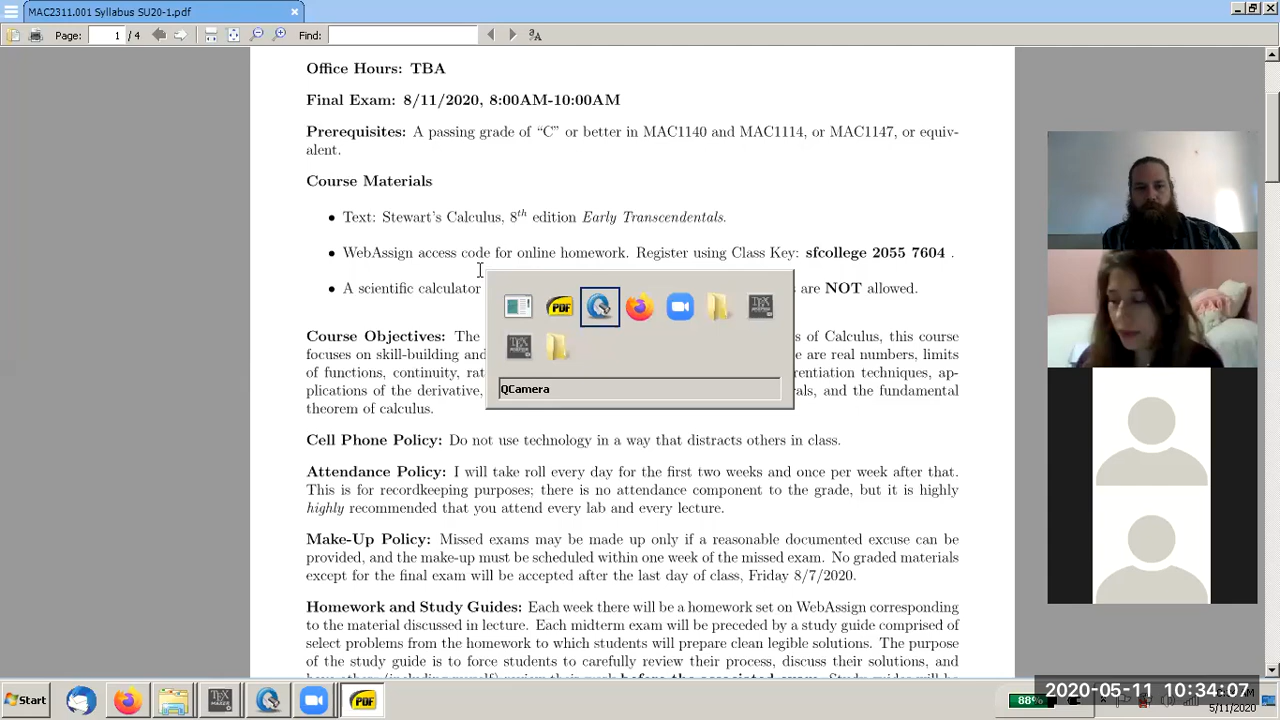 MAC2311.001 Syllabus SU20-1.pdf
Page: 1 / 4 Find:
Office Hours: TBA
Final Exam: 8/11/2020, 8:00AM-10:00AM
Prerequisites: A passing grade of “C” or better in MAC1140 and MAC1114, or MAC1147, or equiv-
alent.
Course Materials
• Text: Stewart's Calculus, 8th edition Early Transcendentals.
• WebAssign access code for online homework. Register using Class Key: sfcollege 2055 7604 .
• A scientific calculator are NOT allowed.
Course Objectives: The s of Calculus, this course
focuses on skill-building and e are real numbers, limits
of functions, continuity, rat rentiation techniques, ap-
plications of the derivative, vals, and the fundamental
theorem of calculus.
PDF
TEX
TEX
QCamera
Cell Phone Policy: Do not use technology in a way that distracts others in class.
Attendance Policy: I will take roll every day for the first two weeks and once per week after that.
This is for recordkeeping purposes; there is no attendance component to the grade, but it is highly
highly recommended that you attend every lab and every lecture.
Make-Up Policy: Missed exams may be made up only if a reasonable documented excuse can be
provided, and the make-up must be scheduled within one week of the missed exam. No graded materials
except for the final exam will be accepted after the last day of class, Friday 8/7/2020.
Homework and Study Guides: Each week there will be a homework set on WebAssign corresponding
to the material discussed in lecture. Each midterm exam will be preceded by a study guide comprised of
select problems from the homework to which students will prepare clean legible solutions. The purpose
of the study guide is to force students to carefully review their process, discuss their solutions, and
Start
TEX
PDF
88%
2020-05-11 10:34:07
5/11/2020